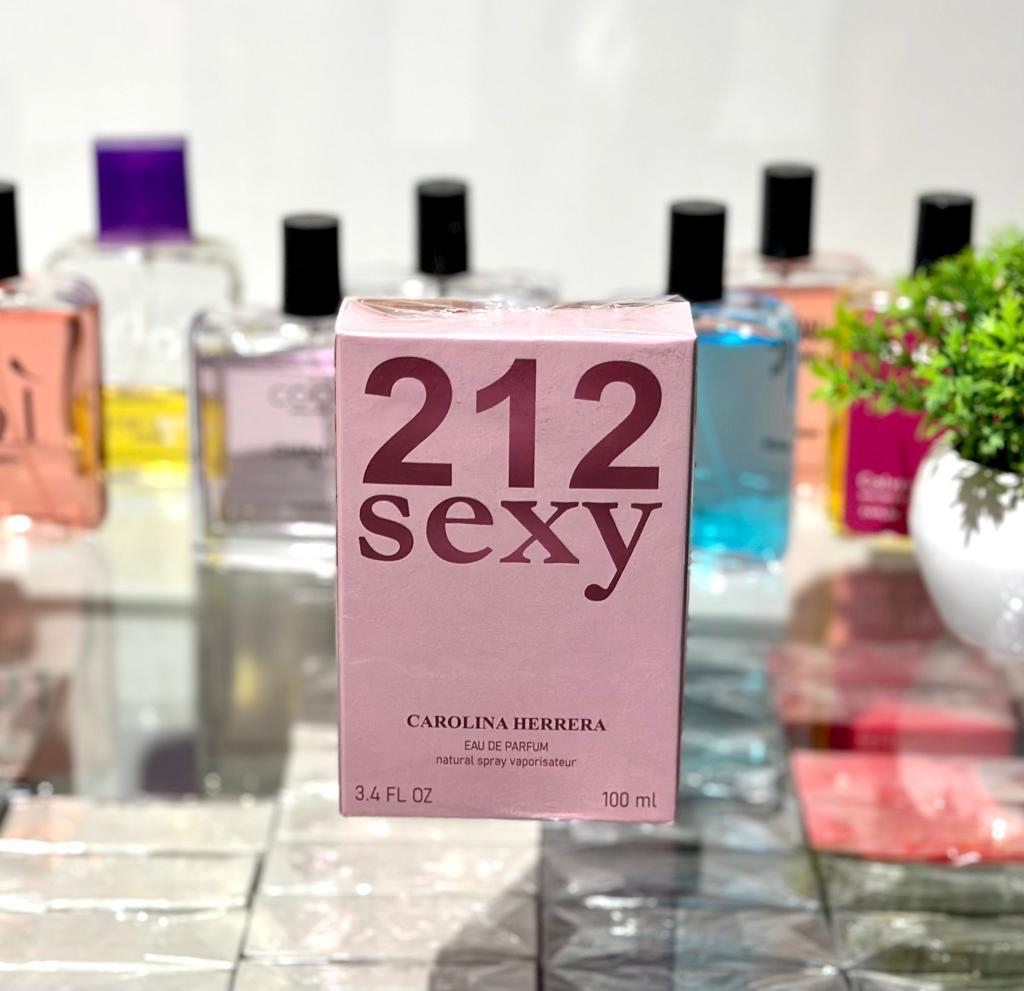 212
sexy
CAROLINA HERRERA
EAU DE PARFUM
natural spray vaporisateur
3.4 FL OZ
100 ml